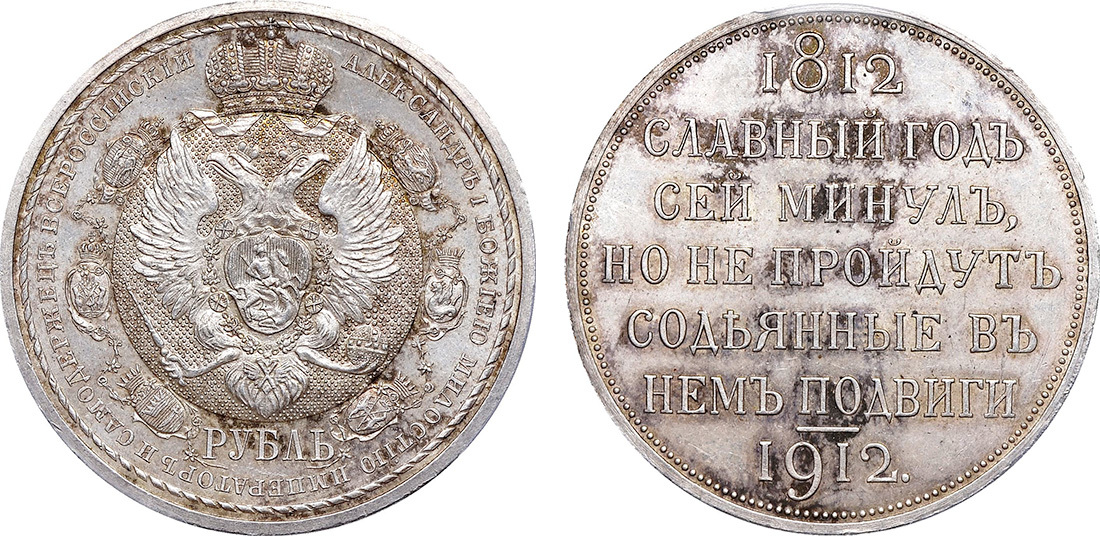 АЛЕКСАНДРЪ I БОЖІЕЮ МИЛОСТІЮ ИМПЕРАТОРЪ И САМОДЕРЖЕЦЪ ВСЕРОССІЙСКІЙ
РУБЛЬ
1812
СЛАВНЫЙ ГОДЪ
СЕЙ МИНУЛЪ,
НО НЕ ПРОЙДУТЪ
СОДѢЯННЫЕ ВЪ
НЕМЪ ПОДВИГИ
1912.